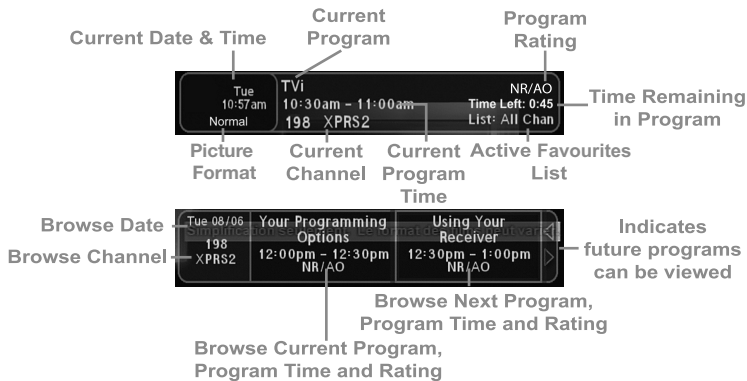 Current Date & Time
Current
Program
Program
Rating
Tue
10:57am
Normal
TVi
10:30am – 11:00am
198 XPRS2
NR/AO
Time Left: 0:45
List: All Chan
Time Remaining
in Program
Picture
Format
Current
Channel
Current
Program
Time
Active Favourites
List
Browse Date
Browse Channel
Tue 08/06
198
XPRS2
Your Programming
Options
12:00pm – 12:30pm
NR/AO
Using Your
Receiver
12:30pm – 1:00pm
NR/AO
Indicates
future programs
can be viewed
Browse Next Program,
Program Time and Rating
Browse Current Program,
Program Time and Rating